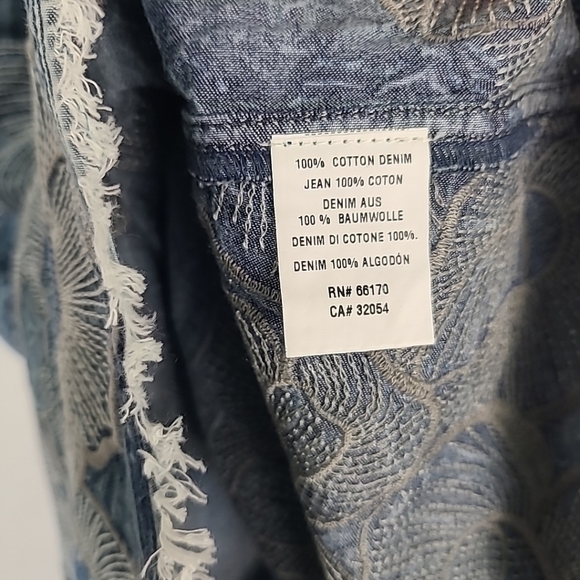 100% COTTON DENIM
JEAN 100% COTON
DENIM AUS
100 % BAUMWOLLE
DENIM DI COTONE 100%.
DENIM 100% ALGODÓN
RN# 66170
CA# 32054